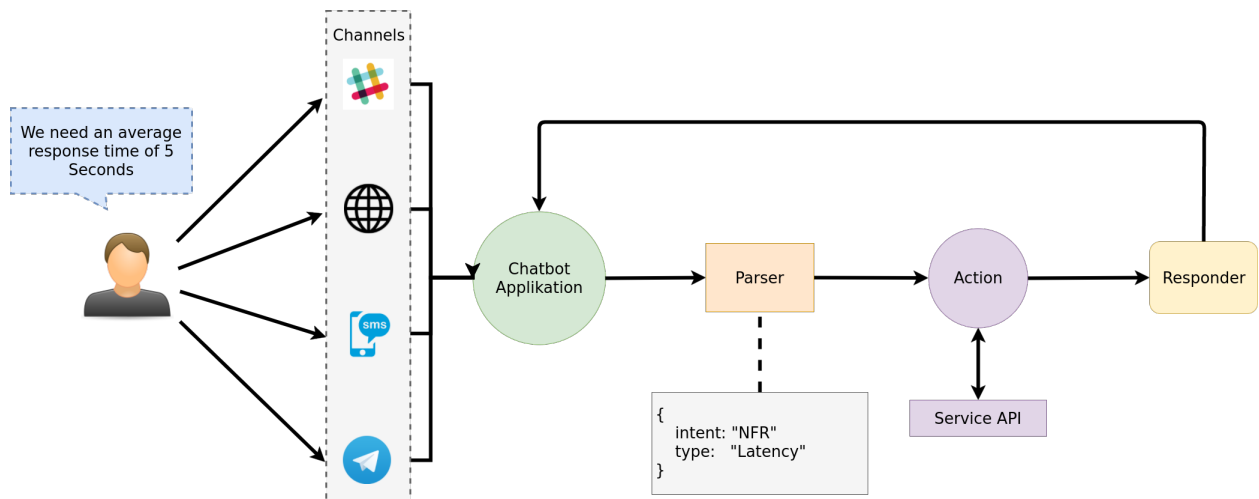 Channels
We need an average
response time of 5
Seconds
sms
Chatbot
Applikation
Parser
Action
Responder
{
intent: "NFR"
type: "Latency"
}
Service API